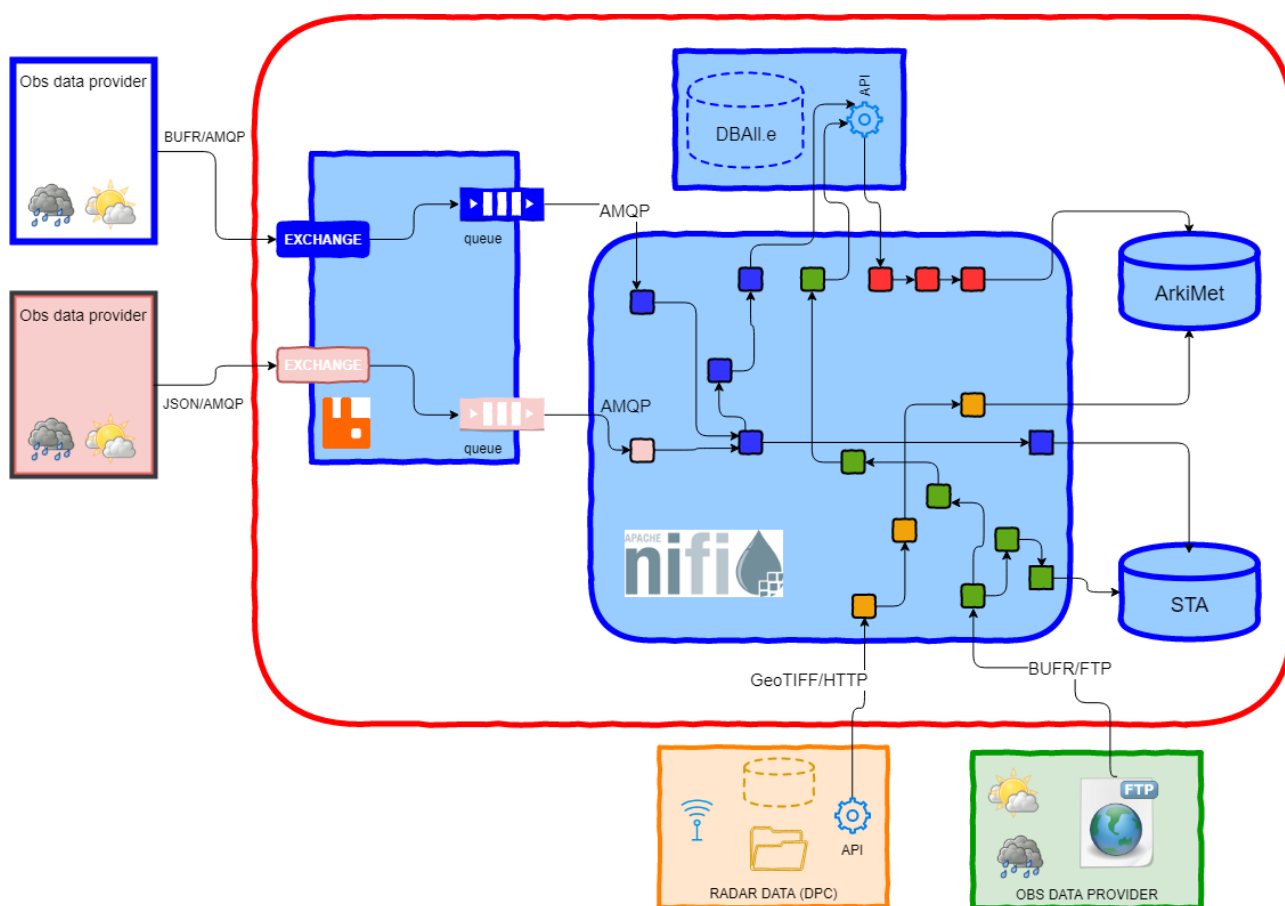 Obs data provider
BUFR/AMQP
EXCHANGE
queue
AMQP
DBAll.e
API
ArkiMet
Obs data provider
JSON/AMQP
EXCHANGE
queue
AMQP
APACHE
nifi
STA
GeoTIFF/HTTP
BUFR/FTP
API
RADAR DATA (DPC)
FTP
OBS DATA PROVIDER